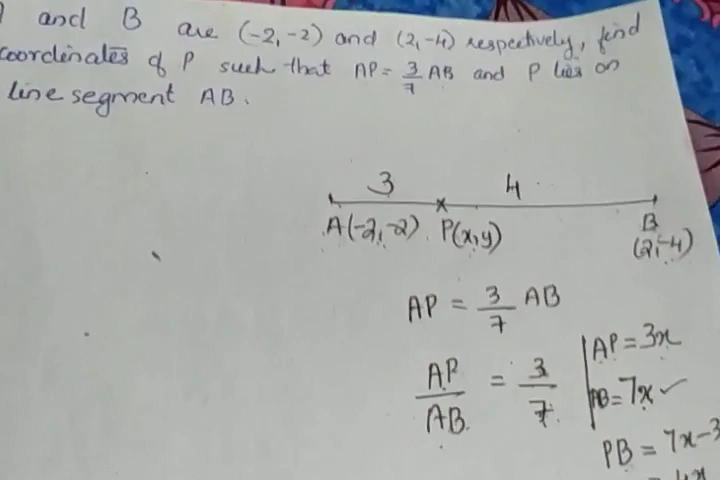 and B are (-2,-2) and (2,-4) respectively, find
coordinates of P such that AP = 3/7 AB and P lies on
line segment AB.
3 4
A(-2,-2) P(x,y) B
(2,-4)
AP = 3/7 AB
AP/AB = 3/7
AP = 3x
AB = 7x ✓
PB = 7x-3
= 4x